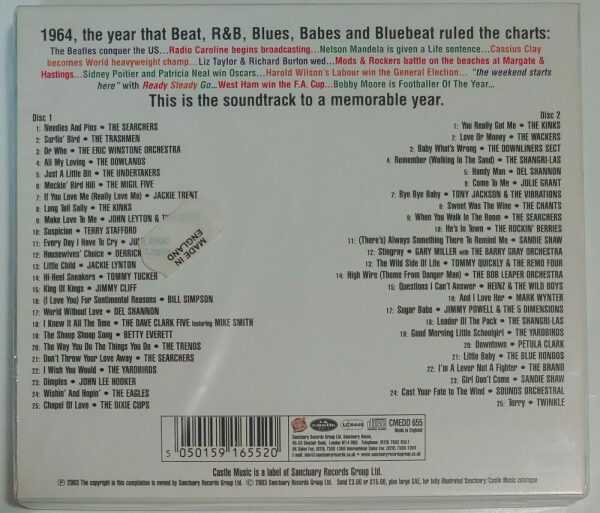 1964, the year that Beat, R&B, Blues, Babes and Bluebeat ruled the charts:
The Beatles conquer the US...Radio Caroline begins broadcasting...Nelson Mandela is given a Life sentence...Cassius Clay
becomes World heavyweight champ...Liz Taylor & Richard Burton wed...Mods & Rockers battle on the beaches at Margate &
Hastings...Sidney Poitier and Patricia Neal win Oscars...Harold Wilson's Labour win the General Election... "the weekend starts
here" with Ready Steady Go...West Ham win the F.A. Cup...Bobby Moore is Footballer Of The Year...
This is the soundtrack to a memorable year.
Disc 1
1: Needles And Pins • THE SEARCHERS
2: Surfin' Bird • THE TRASHMEN
3: Dr Who • THE ERIC WINSTONE ORCHESTRA
4: All My Loving • THE DOWLANDS
5: Just A Little Bit • THE UNDERTAKERS
6: Mockin' Bird Hill • THE MIGIL FIVE
7: If You Love Me (Really Love Me) • JACKIE TRENT
8: Long Tall Sally • THE KINKS
9: Make Love To Me • JOHN LEYTON &
10: Suspicion • TERRY STAFFORD
11: Every Day I Have To Cry •
12: Housewives' Choice • DERRICK
13: Little Child • JACKIE LYNTON
14: Hi-Heel Sneakers • TOMMY TUCKER
15: King Of Kings • JIMMY CLIFF
16: (I Love You) For Sentimental Reasons • BILL SIMPSON
17: World Without Love • DEL SHANNON
18: I Knew It All The Time • THE DAVE CLARK FIVE featuring MIKE SMITH
19: The Shoop Shoop Song • BETTY EVERETT
20: The Way You Do The Things You Do • THE TRENDS
21: Don't Throw Your Love Away • THE SEARCHERS
22: I Wish You Would • THE YARDBIRDS
23: Dimples • JOHN LEE HOOKER
24: Wishin' And Hopin' • THE EAGLES
25: Chapel Of Love • THE DIXIE CUPS
MADE IN
ENGLAND
Disc 2
1: You Really Got Me • THE KINKS
2: Love Or Money • THE WACKERS
3: Baby What's Wrong • THE DOWNLINERS SECT
4: Remember (Walking In The Sand) • THE SHANGRI-LAS
5: Handy Man • DEL SHANNON
6: Come To Me • JULIE GRANT
7: Bye Bye Baby • TONY JACKSON & THE VIBRATIONS
8: Sweet Was The Wine • THE CHANTS
9: When You Walk In The Room • THE SEARCHERS
10: He's In Town • THE ROCKIN' BERRIES
11: (There's) Always Something There To Remind Me • SANDIE SHAW
12: Stingray • GARY MILLER with THE BARRY GRAY ORCHESTRA
13: The Wild Side Of Life • TOMMY QUICKLY & THE REMO FOUR
14: High Wire (Theme From Danger Man) • THE BOB LEAPER ORCHESTRA
15: Questions I Can't Answer • HEINZ & THE WILD BOYS
16: And I Love Her • MARK WYNTER
17: Sugar Babe • JIMMY POWELL & THE 5 DIMENSIONS
18: Leader Of The Pack • THE SHANGRI-LAS
19: Good Morning Little Schoolgirl • THE YARDBIRDS
20: Downtown • PETULA CLARK
21: Little Baby • THE BLUE RONDOS
22: I'm A Lover Not A Fighter • THE BRAND
23: Girl Don't Come • SANDIE SHAW
24: Cast Your Fate To The Wind • SOUNDS ORCHESTRAL
25: Terry • TWINKLE
5 050159 165520
CMEDD 655
Made in England
Castle Music is a label of Sanctuary Records Group Ltd.
℗ 2003 The copyright in this compilation is owned by Sanctuary Records Group Ltd. © 2003 Sanctuary Records Group Ltd.